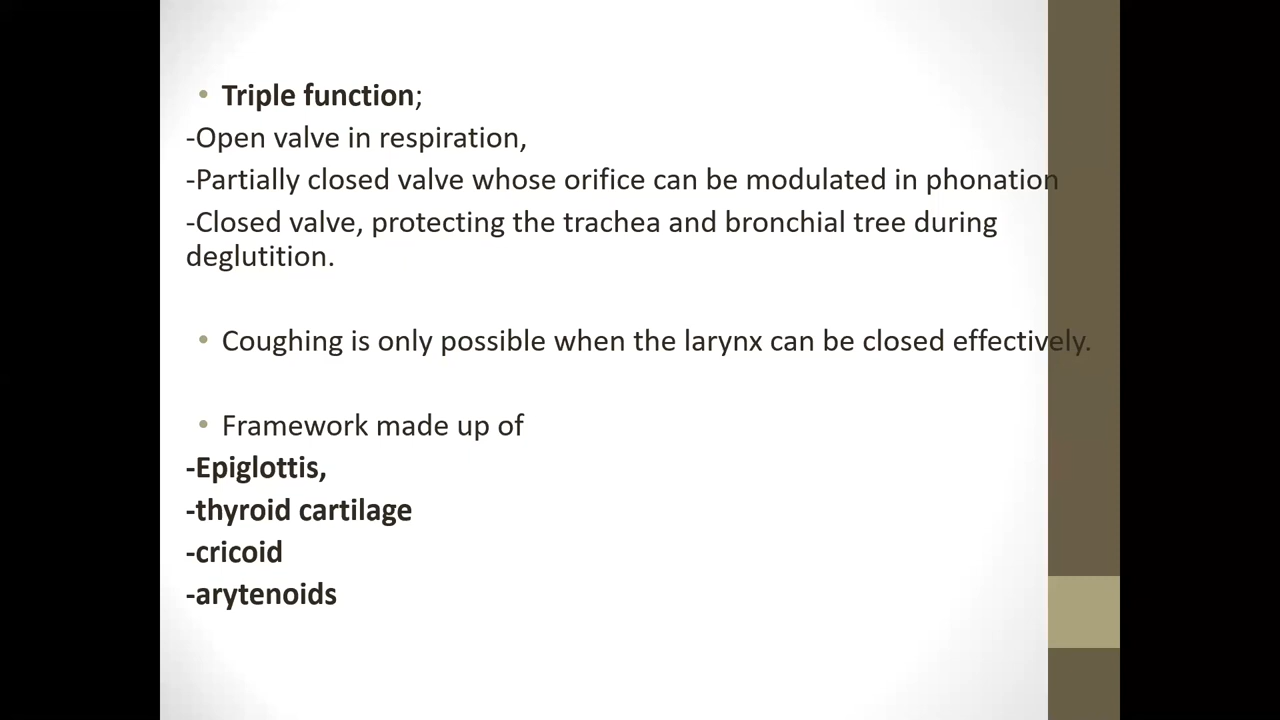 • Triple function;
-Open valve in respiration,
-Partially closed valve whose orifice can be modulated in phonation
-Closed valve, protecting the trachea and bronchial tree during
deglutition.
• Coughing is only possible when the larynx can be closed effectively.
• Framework made up of
-Epiglottis,
-thyroid cartilage
-cricoid
-arytenoids